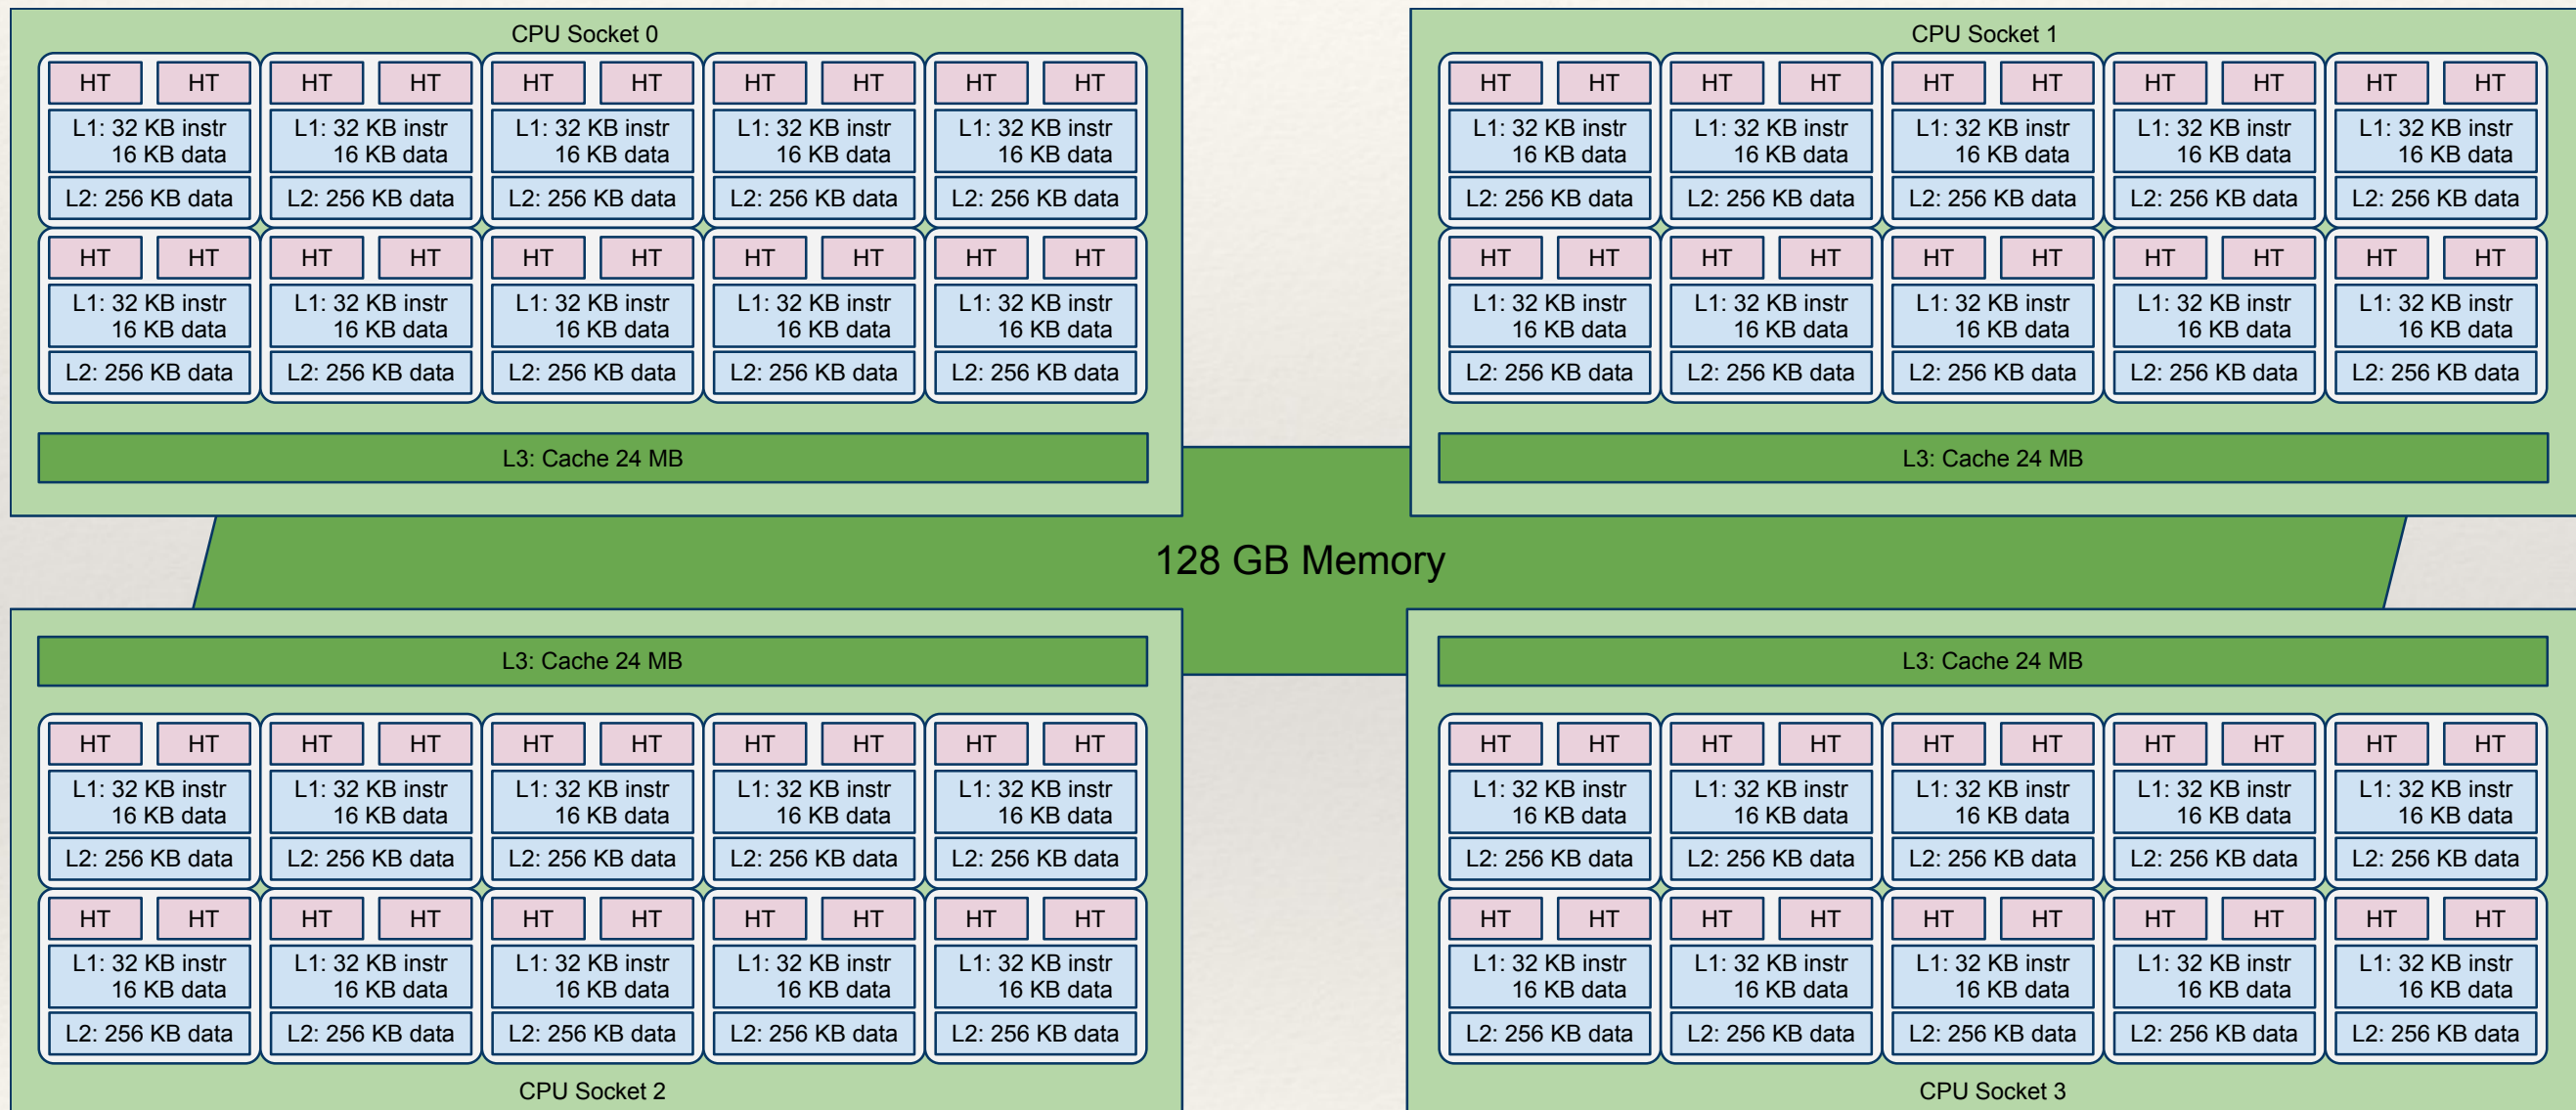 CPU Socket 0
HT HT HT HT HT HT HT HT HT HT
L1: 32 KB instr L1: 32 KB instr L1: 32 KB instr L1: 32 KB instr L1: 32 KB instr
16 KB data 16 KB data 16 KB data 16 KB data 16 KB data
L2: 256 KB data L2: 256 KB data L2: 256 KB data L2: 256 KB data L2: 256 KB data
HT HT HT HT HT HT HT HT HT HT
L1: 32 KB instr L1: 32 KB instr L1: 32 KB instr L1: 32 KB instr L1: 32 KB instr
16 KB data 16 KB data 16 KB data 16 KB data 16 KB data
L2: 256 KB data L2: 256 KB data L2: 256 KB data L2: 256 KB data L2: 256 KB data
L3: Cache 24 MB
CPU Socket 1
HT HT HT HT HT HT HT HT HT HT
L1: 32 KB instr L1: 32 KB instr L1: 32 KB instr L1: 32 KB instr L1: 32 KB instr
16 KB data 16 KB data 16 KB data 16 KB data 16 KB data
L2: 256 KB data L2: 256 KB data L2: 256 KB data L2: 256 KB data L2: 256 KB data
HT HT HT HT HT HT HT HT HT HT
L1: 32 KB instr L1: 32 KB instr L1: 32 KB instr L1: 32 KB instr L1: 32 KB instr
16 KB data 16 KB data 16 KB data 16 KB data 16 KB data
L2: 256 KB data L2: 256 KB data L2: 256 KB data L2: 256 KB data L2: 256 KB data
L3: Cache 24 MB
128 GB Memory
L3: Cache 24 MB
HT HT HT HT HT HT HT HT HT HT
L1: 32 KB instr L1: 32 KB instr L1: 32 KB instr L1: 32 KB instr L1: 32 KB instr
16 KB data 16 KB data 16 KB data 16 KB data 16 KB data
L2: 256 KB data L2: 256 KB data L2: 256 KB data L2: 256 KB data L2: 256 KB data
HT HT HT HT HT HT HT HT HT HT
L1: 32 KB instr L1: 32 KB instr L1: 32 KB instr L1: 32 KB instr L1: 32 KB instr
16 KB data 16 KB data 16 KB data 16 KB data 16 KB data
L2: 256 KB data L2: 256 KB data L2: 256 KB data L2: 256 KB data L2: 256 KB data
CPU Socket 2
L3: Cache 24 MB
HT HT HT HT HT HT HT HT HT HT
L1: 32 KB instr L1: 32 KB instr L1: 32 KB instr L1: 32 KB instr L1: 32 KB instr
16 KB data 16 KB data 16 KB data 16 KB data 16 KB data
L2: 256 KB data L2: 256 KB data L2: 256 KB data L2: 256 KB data L2: 256 KB data
HT HT HT HT HT HT HT HT HT HT
L1: 32 KB instr L1: 32 KB instr L1: 32 KB instr L1: 32 KB instr L1: 32 KB instr
16 KB data 16 KB data 16 KB data 16 KB data 16 KB data
L2: 256 KB data L2: 256 KB data L2: 256 KB data L2: 256 KB data L2: 256 KB data
CPU Socket 3